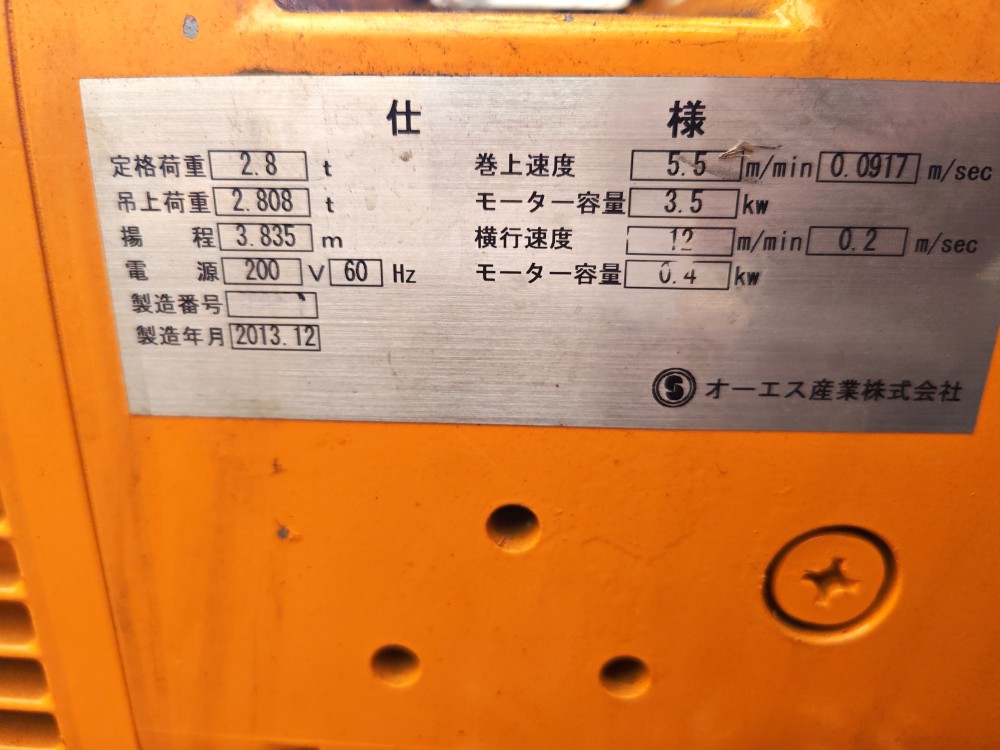 仕様
定格荷重 2.8 t
吊上荷重 2.808 t
揚程 3.835 m
電源 200 V 60 Hz
製造番号
製造年月 2013.12
巻上速度 5.5 m/min 0.0917 m/sec
モーター容量 3.5 kw
横行速度 12 m/min 0.2 m/sec
モーター容量 0.4 kw
S オーエス産業株式会社